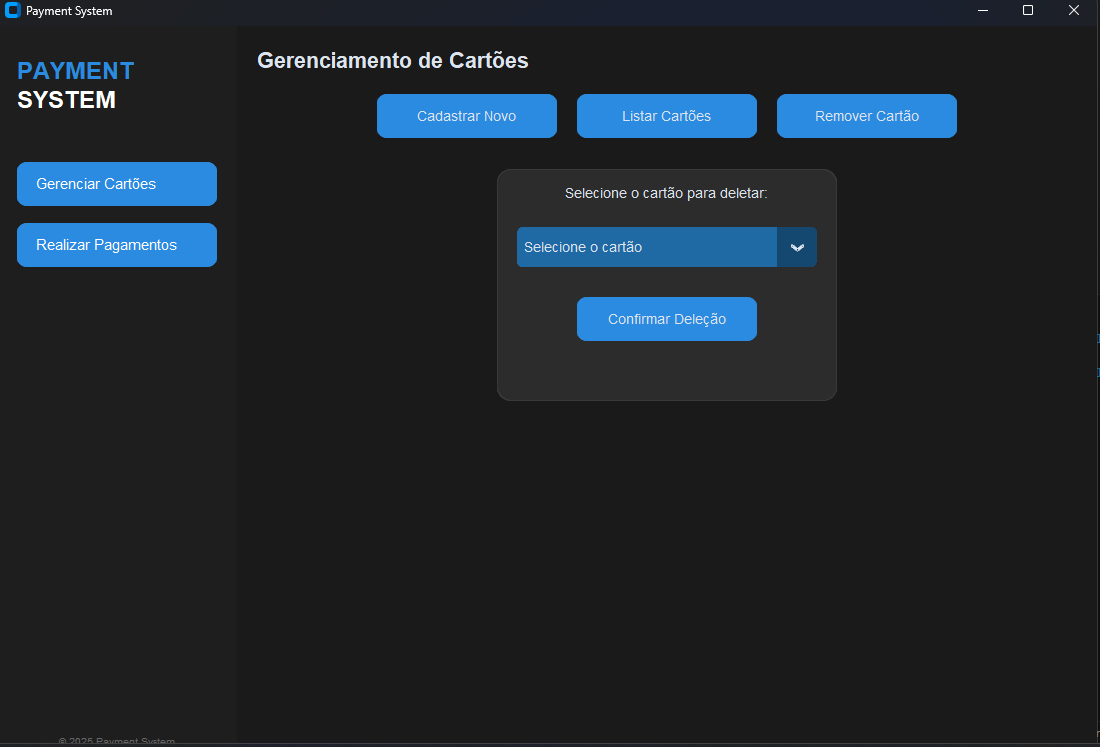 Payment System
PAYMENT
SYSTEM
Gerenciar Cartões
Realizar Pagamentos
Gerenciamento de Cartões
Cadastrar Novo
Listar Cartões
Remover Cartão
Selecione o cartão para deletar:
Selecione o cartão
Confirmar Deleção
© 2025 Payment System